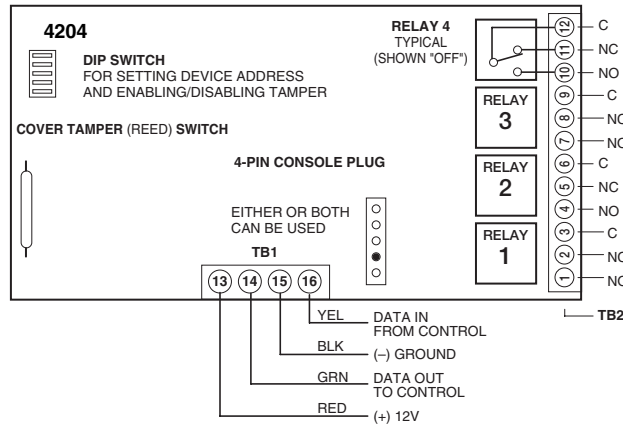 4204
DIP SWITCH
FOR SETTING DEVICE ADDRESS
AND ENABLING/DISABLING TAMPER
COVER TAMPER (REED) SWITCH
4-PIN CONSOLE PLUG
EITHER OR BOTH
CAN BE USED
TB1
13 14 15 16
RELAY 4
TYPICAL
(SHOWN "OFF")
RELAY
3
RELAY
2
RELAY
1
12 C
11 NC
10 NO
9 C
8 NC
7 NO
6 C
5 NC
4 NO
3 C
2 NC
1 NO
TB2
YEL DATA IN
FROM CONTROL
BLK (–) GROUND
GRN DATA OUT
TO CONTROL
RED (+) 12V